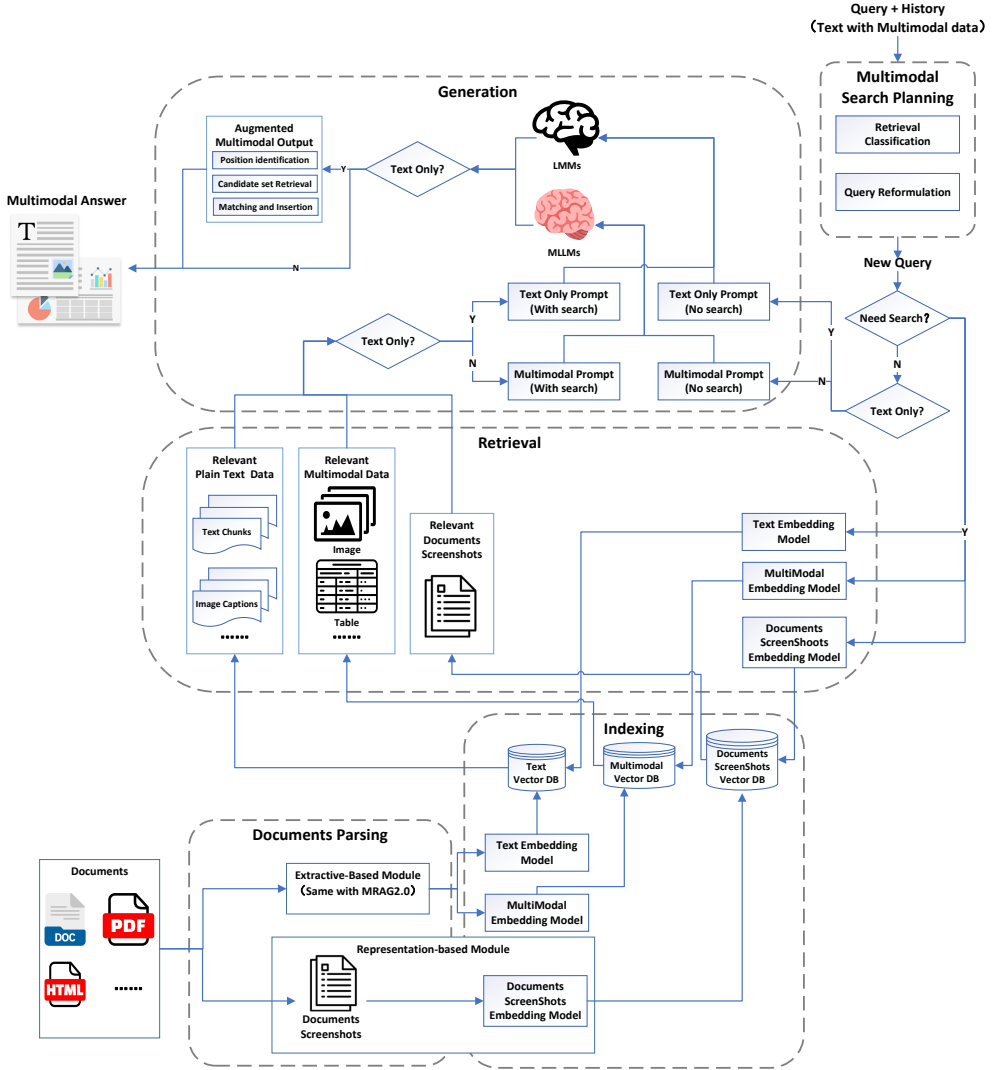 Query + History
（Text with Multimodal data）
Multimodal
Search Planning
Retrieval
Classification
Query Reformulation
New Query
Need Search？
Y
N
Text Only?
Y
N
Generation
Augmented
Multimodal Output
Position identification
Candidate set Retrieval
Matching and Insertion
Y
Text Only?
N
LMMs
MLLMs
Multimodal Answer
T
Text Only Prompt
(With search)
Text Only Prompt
(No search)
Text Only?
Y
N
Multimodal Prompt
(With search)
Multimodal Prompt
(No search)
Retrieval
Relevant
Plain Text Data
Text Chunks
Image Captions
......
Relevant
Multimodal Data
Image
Table
......
Relevant
Documents
Screenshots
Text Embedding
Model
MultiModal
Embedding Model
Documents
ScreenShoots
Embedding Model
Indexing
Text
Vector DB
Multimodal
Vector DB
Documents
ScreenShots
Vector DB
Text Embedding
Model
MultiModal
Embedding Model
Documents Parsing
Extractive-Based Module
（Same with MRAG2.0）
Representation-based Module
Documents
Screenshots
Documents
ScreenShots
Embedding Model
Documents
DOC
PDF
HTML
......